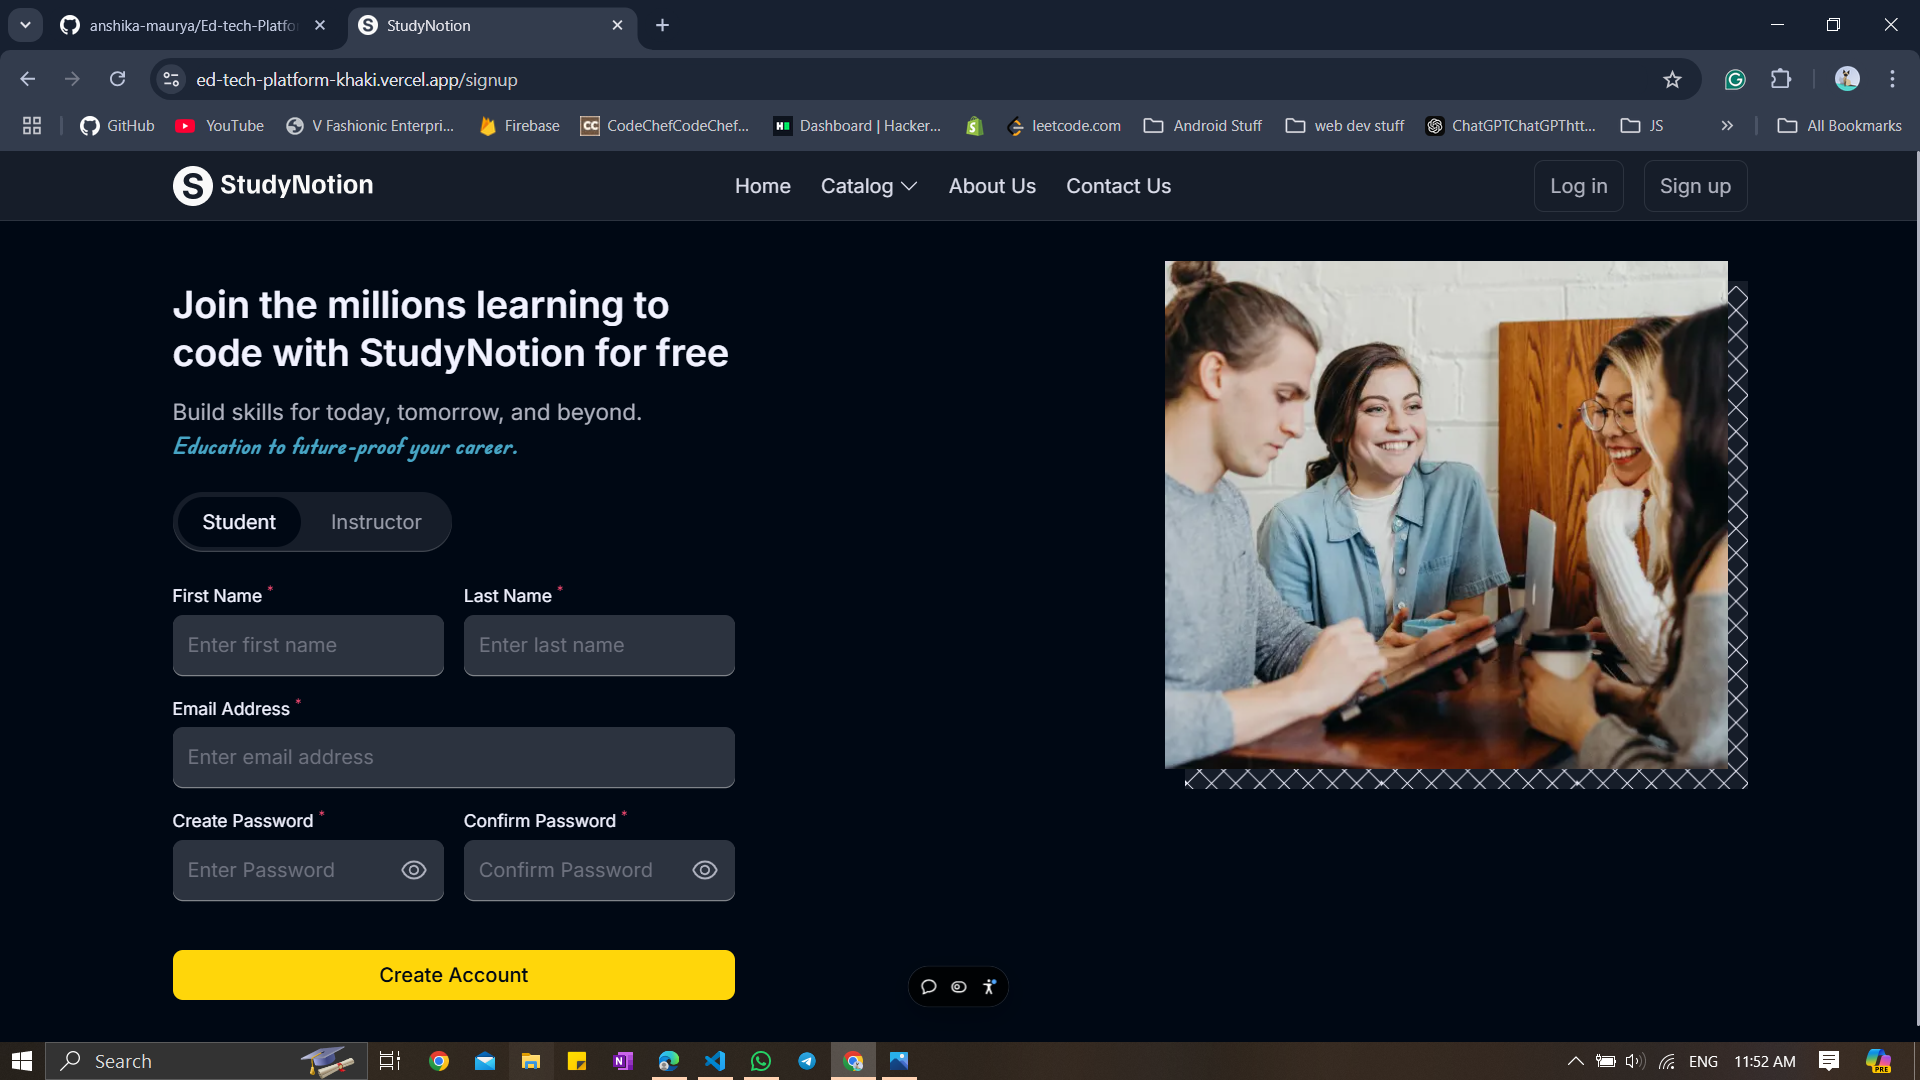 anshika-maurya/Ed-tech-Platfo
StudyNotion
ed-tech-platform-khaki.vercel.app/signup
GitHub
YouTube
V Fashionic Enterpri...
Firebase
CC
CodeChefCodeChef...
Dashboard | Hacker...
leetcode.com
Android Stuff
web dev stuff
ChatGPTChatGPThtt...
JS
All Bookmarks
StudyNotion
Home
Catalog
About Us
Contact Us
Log in
Sign up
Join the millions learning to
code with StudyNotion for free
Build skills for today, tomorrow, and beyond.
Education to future-proof your career.
Student
Instructor
First Name *
Last Name *
Enter first name
Enter last name
Email Address *
Enter email address
Create Password *
Confirm Password *
Enter Password
Confirm Password
Create Account
Search
ENG
11:52 AM
PRE